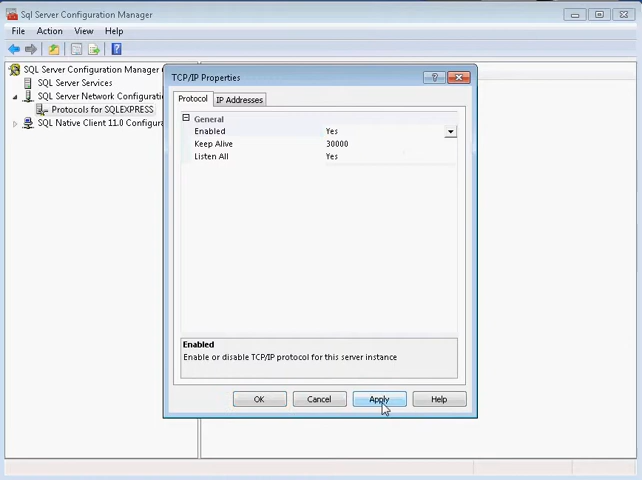 Sql Server Configuration Manager
File Action View Help
SQL Server Configuration Manager
SQL Server Services
SQL Server Network Configuratio
Protocols for SQLEXPRESS
SQL Native Client 11.0 Configura
TCP/IP Properties
Protocol IP Addresses
General
Enabled Yes
Keep Alive 30000
Listen All Yes
Enabled
Enable or disable TCP/IP protocol for this server instance
OK Cancel Apply Help